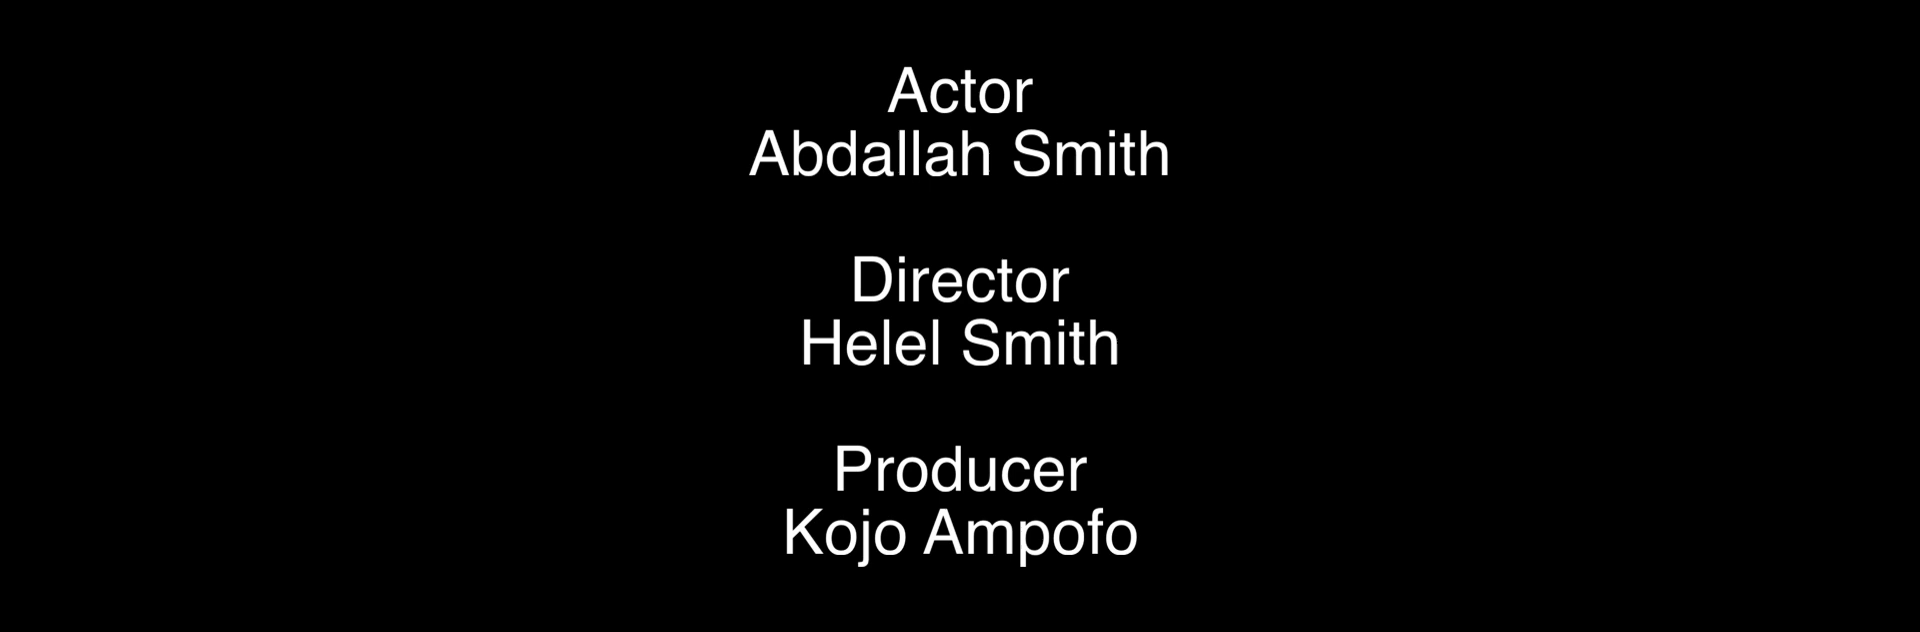 Actor
Abdallah Smith
Director
Helel Smith
Producer
Kojo Ampofo